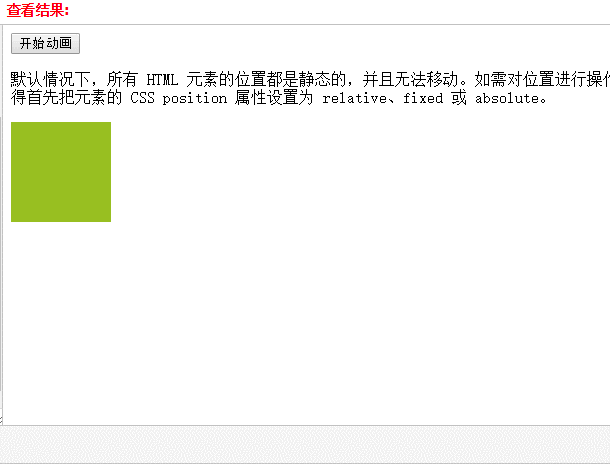 查看结果:
开始动画
默认情况下，所有 HTML 元素的位置都是静态的，并且无法移动。如需对位置进行操
得首先把元素的 CSS position 属性设置为 relative、fixed 或 absolute。